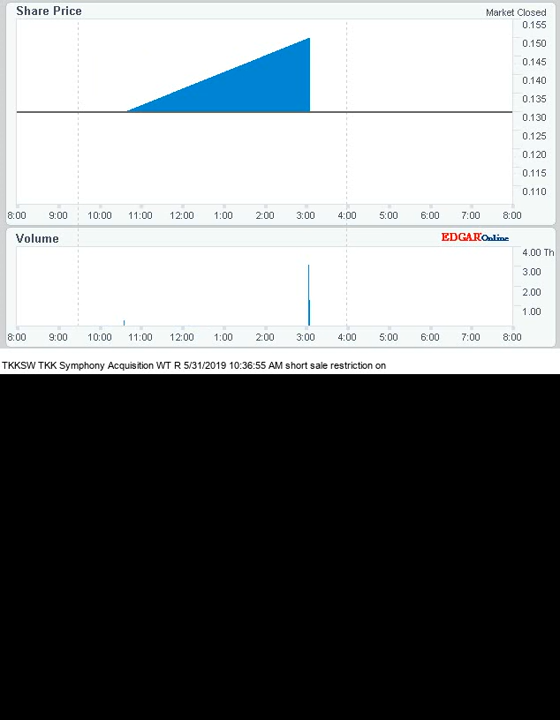 Share Price
Market Closed
0.155
0.150
0.145
0.140
0.135
0.130
0.125
0.120
0.115
0.110
8:00 9:00 10:00 11:00 12:00 1:00 2:00 3:00 4:00 5:00 6:00 7:00 8:00
Volume
EDGAROnline
4.00 Th
3.00
2.00
1.00
8:00 9:00 10:00 11:00 12:00 1:00 2:00 3:00 4:00 5:00 6:00 7:00 8:00
TKKSW TKK Symphony Acquisition WT R 5/31/2019 10:36:55 AM short sale restriction on